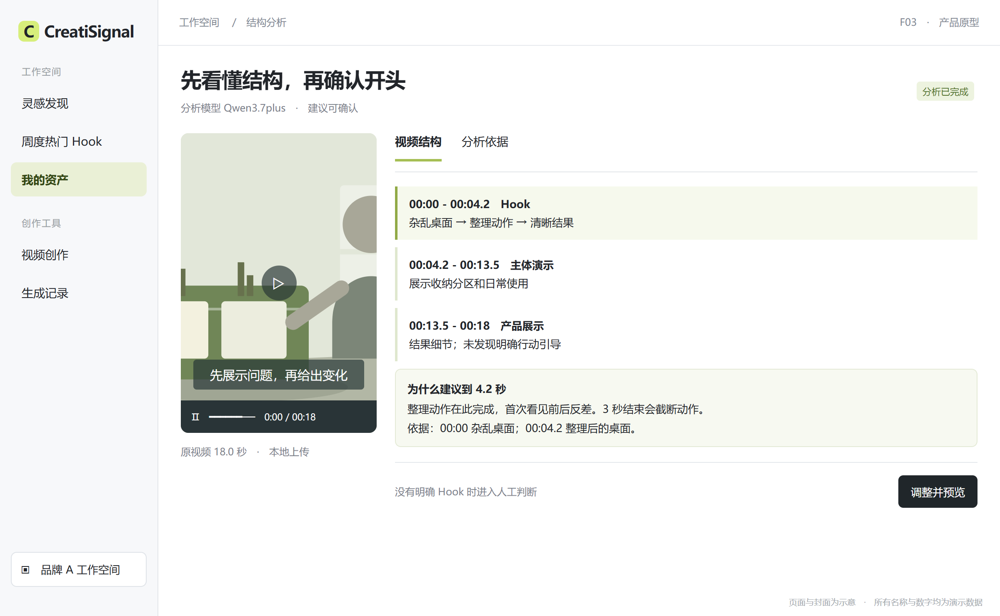 C CreatiSignal
工作空间
灵感发现
周度热门 Hook
我的资产
创作工具
视频创作
生成记录
品牌 A 工作空间
工作空间 / 结构分析
F03 · 产品原型
先看懂结构，再确认开头
分析模型 Qwen3.7plus · 建议可确认
分析已完成
先展示问题，再给出变化
0:00 / 00:18
原视频 18.0 秒 · 本地上传
视频结构 分析依据
00:00 - 00:04.2 Hook
杂乱桌面 → 整理动作 → 清晰结果
00:04.2 - 00:13.5 主体演示
展示收纳分区和日常使用
00:13.5 - 00:18 产品展示
结果细节；未发现明确行动引导
为什么建议到 4.2 秒
整理动作在此完成，首次看见前后反差。3 秒结束会截断动作。
依据：00:00 杂乱桌面；00:04.2 整理后的桌面。
没有明确 Hook 时进入人工判断
调整并预览
页面与封面为示意 · 所有名称与数字均为演示数据